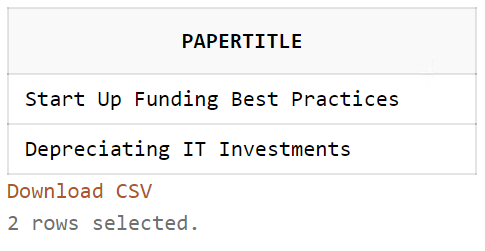 PAPERTITLE
Start Up Funding Best Practices
Depreciating IT Investments
Download CSV
2 rows selected.